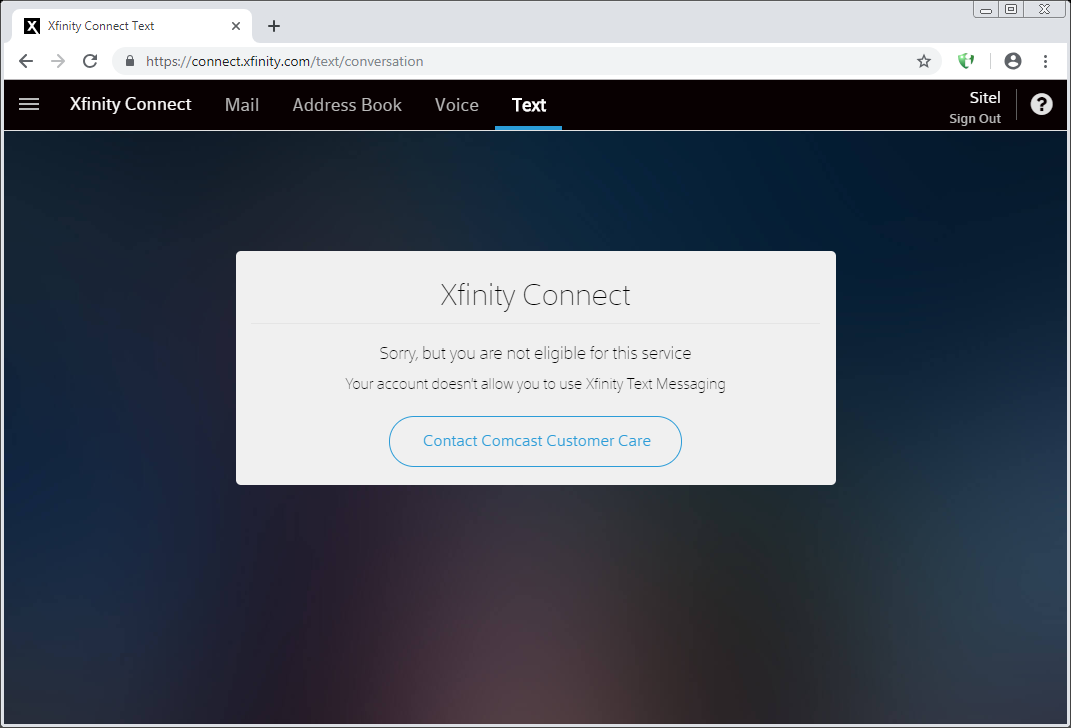 Xfinity Connect Text
https://connect.xfinity.com/text/conversation
Xfinity Connect Mail Address Book Voice Text
Sitel
Sign Out
?
Xfinity Connect
Sorry, but you are not eligible for this service
Your account doesn't allow you to use Xfinity Text Messaging
Contact Comcast Customer Care